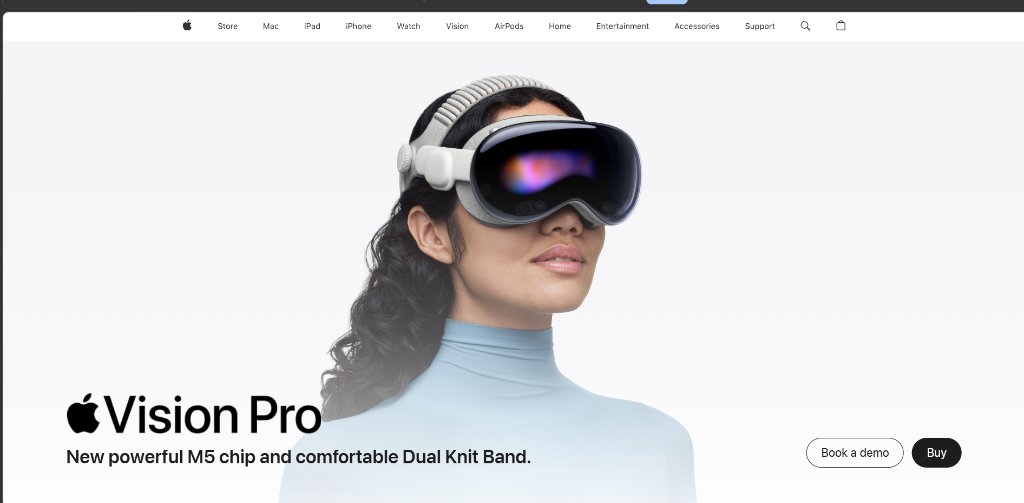 Store Mac iPad iPhone Watch Vision AirPods Home Entertainment Accessories Support
Vision Pro
New powerful M5 chip and comfortable Dual Knit Band.
Book a demo Buy